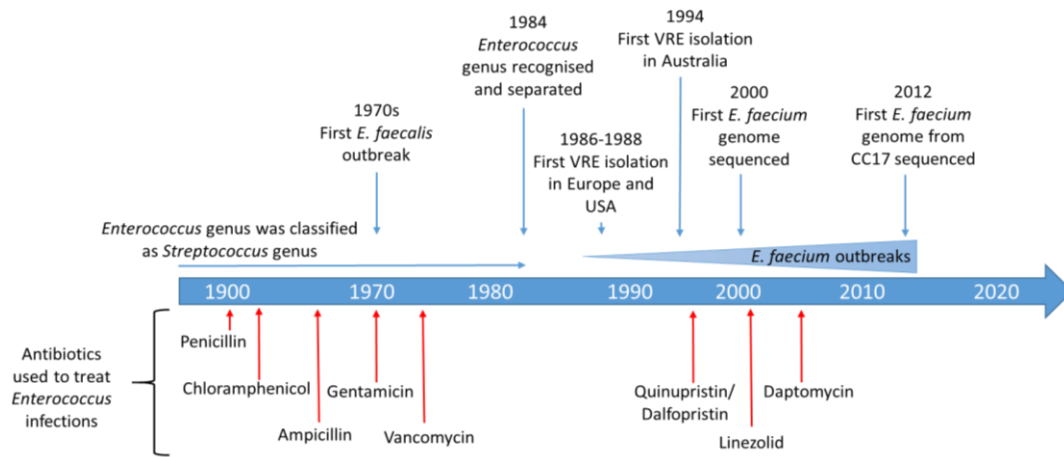 1984
Enterococcus
genus recognised
and separated
1994
First VRE isolation
in Australia
1970s
First E. faecalis
outbreak
1986-1988
First VRE isolation
in Europe and
USA
2000
First E. faecium
genome
sequenced
2012
First E. faecium
genome from
CC17 sequenced
Enterococcus genus was classified
as Streptococcus genus
E. faecium outbreaks
1900 1970 1980 1990 2000 2010 2020
Antibiotics
used to treat
Enterococcus
infections
Penicillin
Chloramphenicol
Ampicillin
Gentamicin
Vancomycin
Quinupristin/
Dalfopristin
Linezolid
Daptomycin